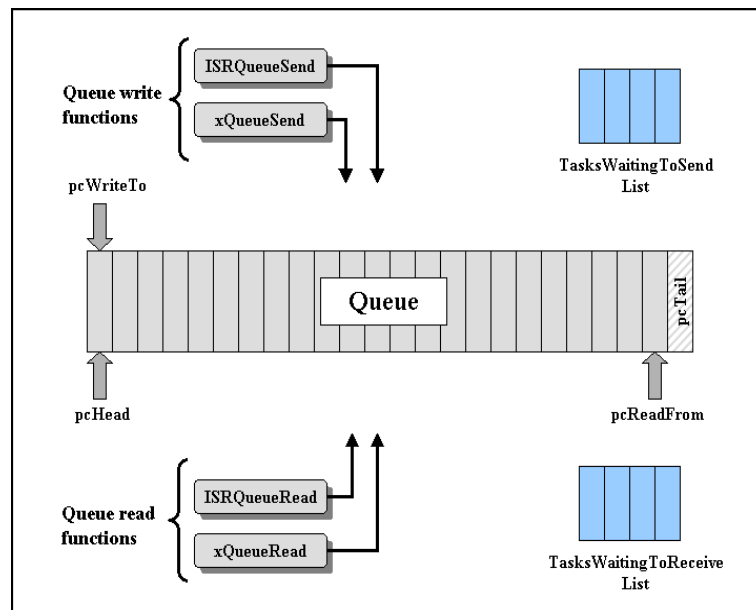 ISRQueueSend
Queue write
functions
xQueueSend
TasksWaitingToSend
List
pcWriteTo
Queue
pcTail
pcHead
pcReadFrom
ISRQueueRead
Queue read
functions
xQueueRead
TasksWaitingToReceive
List